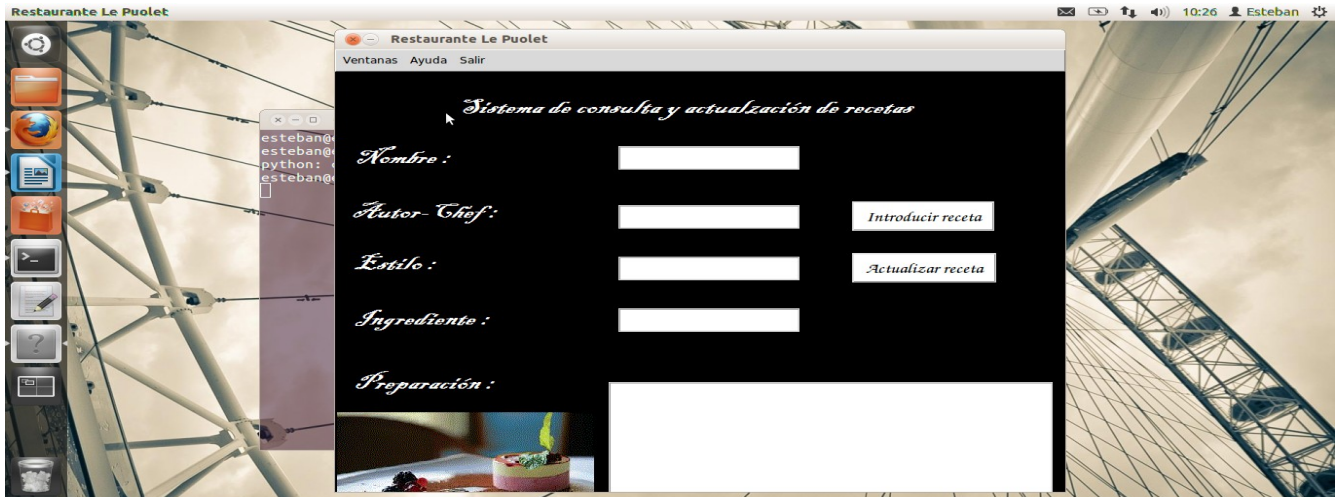 Restaurante Le Puolet
10:26 Esteban
Restaurante Le Puolet
Ventanas Ayuda Salir
Sistema de consulta y actualzación de recetas
esteban@
esteban@
python:
esteban@
Nombre :
Autor-Chef:
Introducir receta
Estilo :
Actualizar receta
Ingrediente :
Preparación :